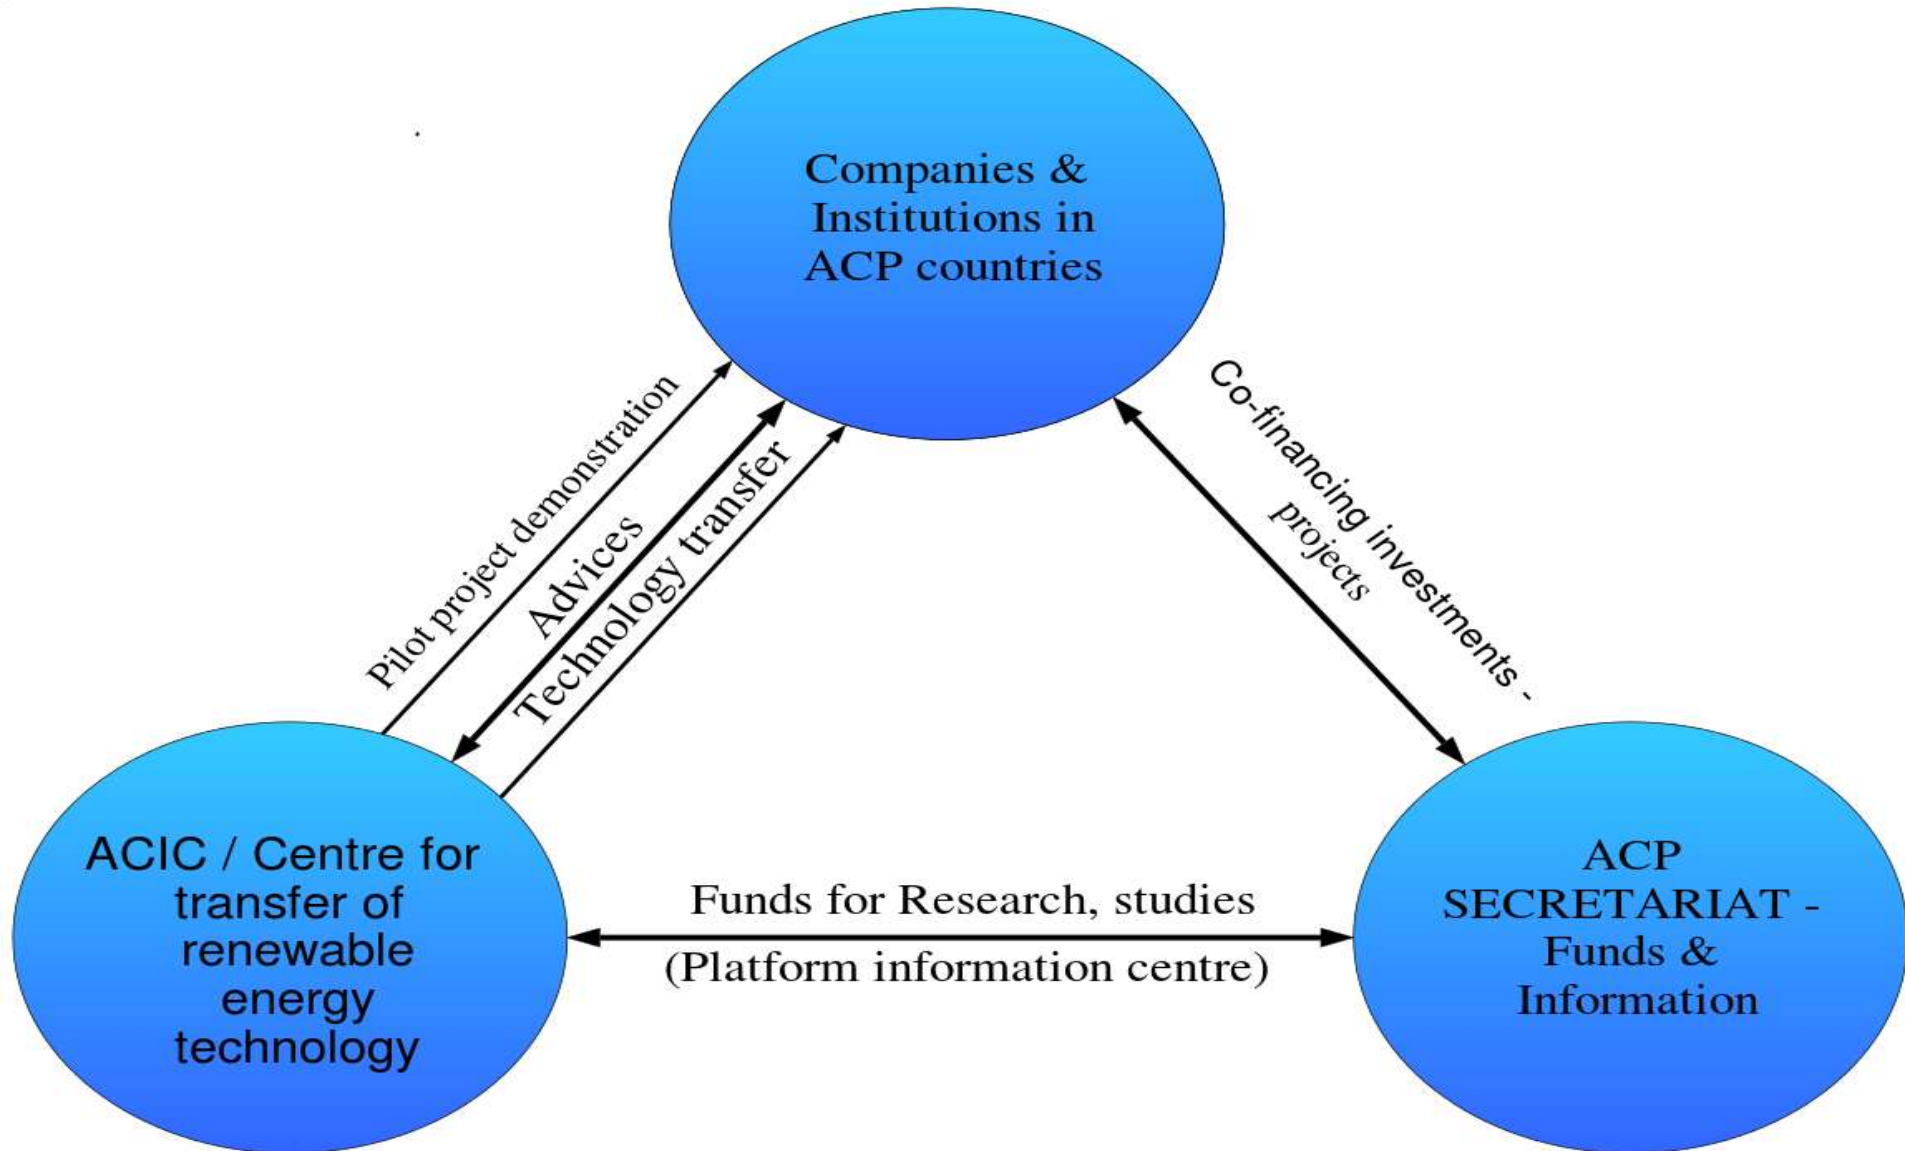 Companies &
Institutions in
ACP countries
Pilot project demonstration
Advices
Technology transfer
Co-financing investments -
projects
ACIC / Centre for
transfer of
renewable
energy
technology
Funds for Research, studies
(Platform information centre)
ACP
SECRETARIAT -
Funds &
Information